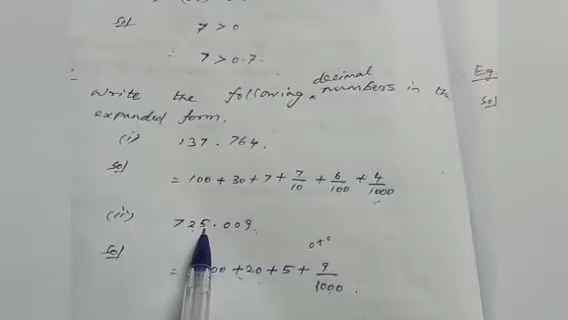 Sol 7 > 0
∴ 7 > 0.7.
Write the following decimal numbers in the
expanded form.
(i) 137.764.
Sol
= 100 + 30 + 7 + 7/10 + 6/100 + 4/1000
(ii) 725.009.
Sol 0+0
= 00 + 20 + 5 + 9/1000.
Eg.
Sol